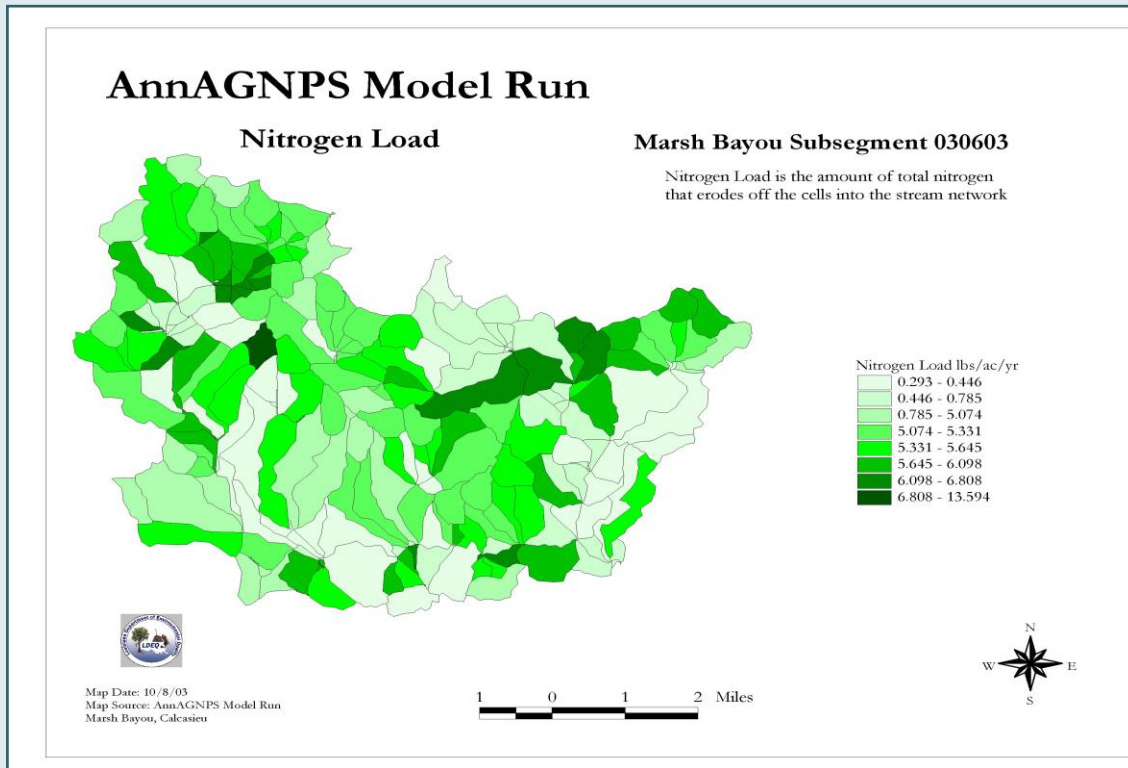 AnnAGNPS Model Run
Nitrogen Load
Marsh Bayou Subsegment 030603
Nitrogen Load is the amount of total nitrogen
that erodes off the cells into the stream network
Nitrogen Load lbs/ac/yr
0.293 - 0.446
0.446 - 0.785
0.785 - 5.074
5.074 - 5.331
5.331 - 5.645
5.645 - 6.098
6.098 - 6.808
6.808 - 13.594
LDEQ
N
W E
S
Map Date: 10/8/03
Map Source: AnnAGNPS Model Run
Marsh Bayou, Calcasieu
1 0 1 2 Miles